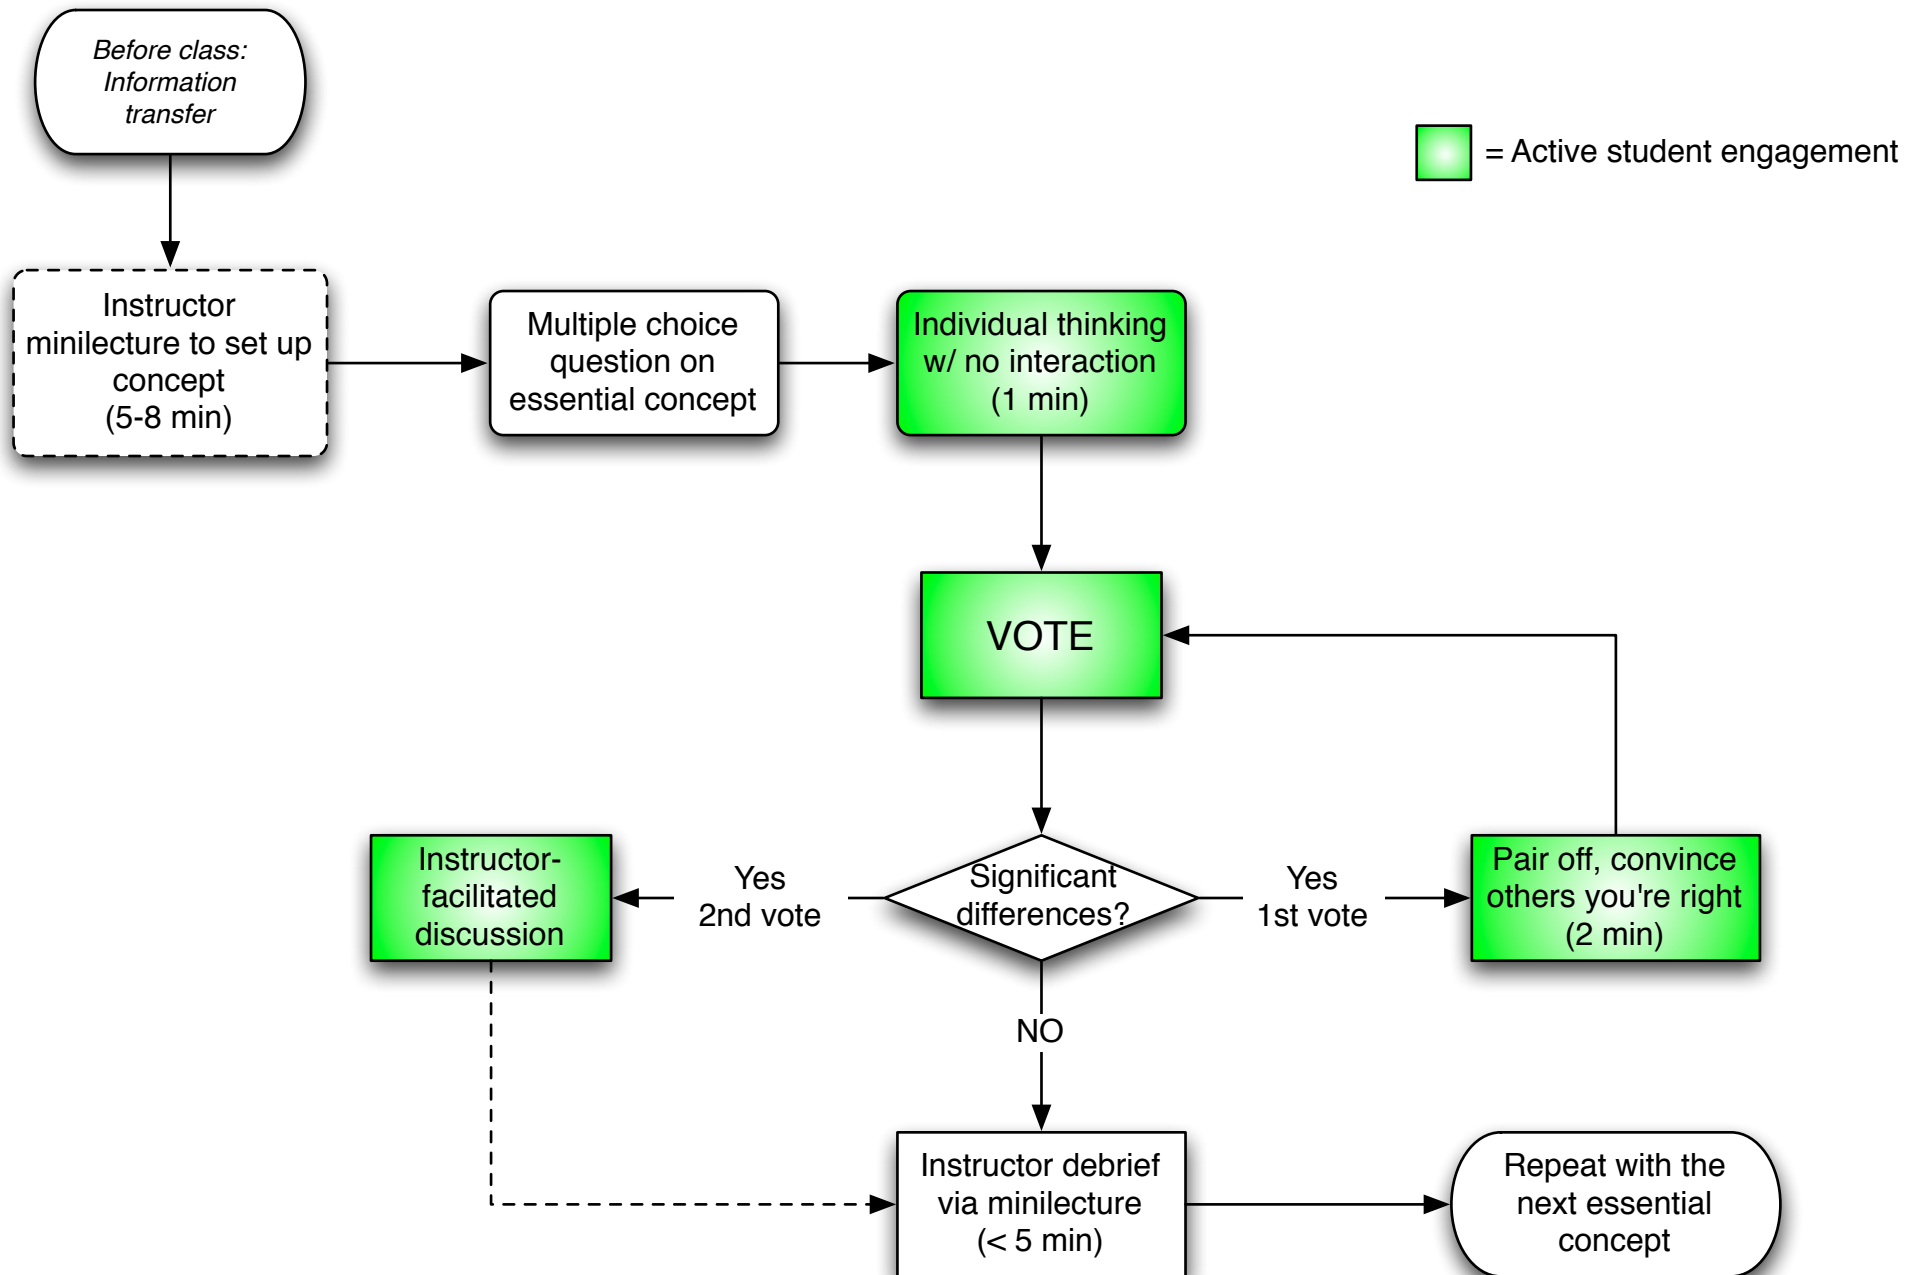 Before class:
Information
transfer
= Active student engagement
Instructor
minilecture to set up
concept
(5-8 min)
Multiple choice
question on
essential concept
Individual thinking
w/ no interaction
(1 min)
VOTE
Instructor-
facilitated
discussion
Yes
2nd vote
Significant
differences?
Yes
1st vote
Pair off, convince
others you're right
(2 min)
NO
Instructor debrief
via minilecture
(< 5 min)
Repeat with the
next essential
concept